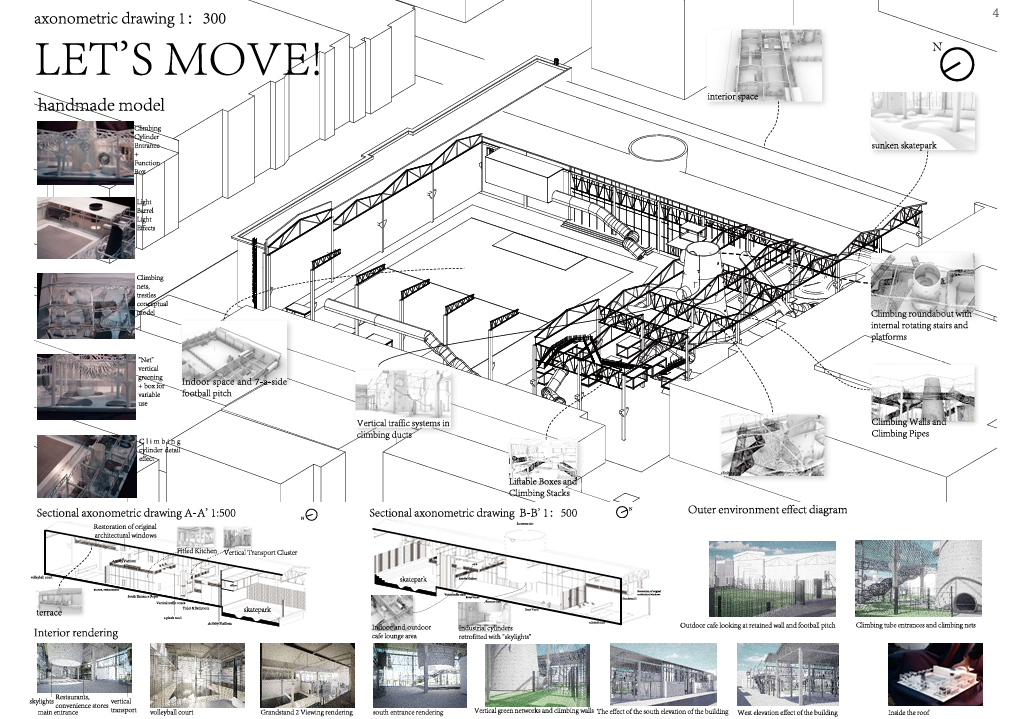 axonometric drawing 1： 300
4
LET'S MOVE!
N
handmade model
interior space
sunken skatepark
Climbing
Cylinder
Entrance
+
Function
Box
Light
Barrel
Light
Effects
Climbing
nets,
trestles
conceptual
model
"Net"
vertical
greening
+ box for
variable
use
Climbing
cylinder detail
effect
Indoor space and 7-a-side
football pitch
Vertical traffic systems in
climbing ducts
Liftable Boxes and
Climbing Stacks
Climbing roundabout with
internal rotating stairs and
platforms
Climbing Walls and
Climbing Pipes
Sectional axonometric drawing A-A' 1:500
N
Restoration of original
architectural windows
Fitted Kitchen
Vertical Transport Cluster
skatepark
terrace
Sectional axonometric drawing B-B' 1： 500
N
skatepark
Indoor and outdoor
cafe lounge area
Industrial cylinders
retrofitted with "skylights"
Outer environment effect diagram
Outdoor cafe looking at retained wall and football pitch
Climbing tube entrances and climbing nets
Interior rendering
skylights
Restaurants,
convenience stores
main entrance
vertical
transport
volleyball court
Grandstand 2 Viewing rendering
south entrance rendering
Vertical green networks and climbing walls
The effect of the south elevation of the building
West elevation effect of the building
Inside the roof